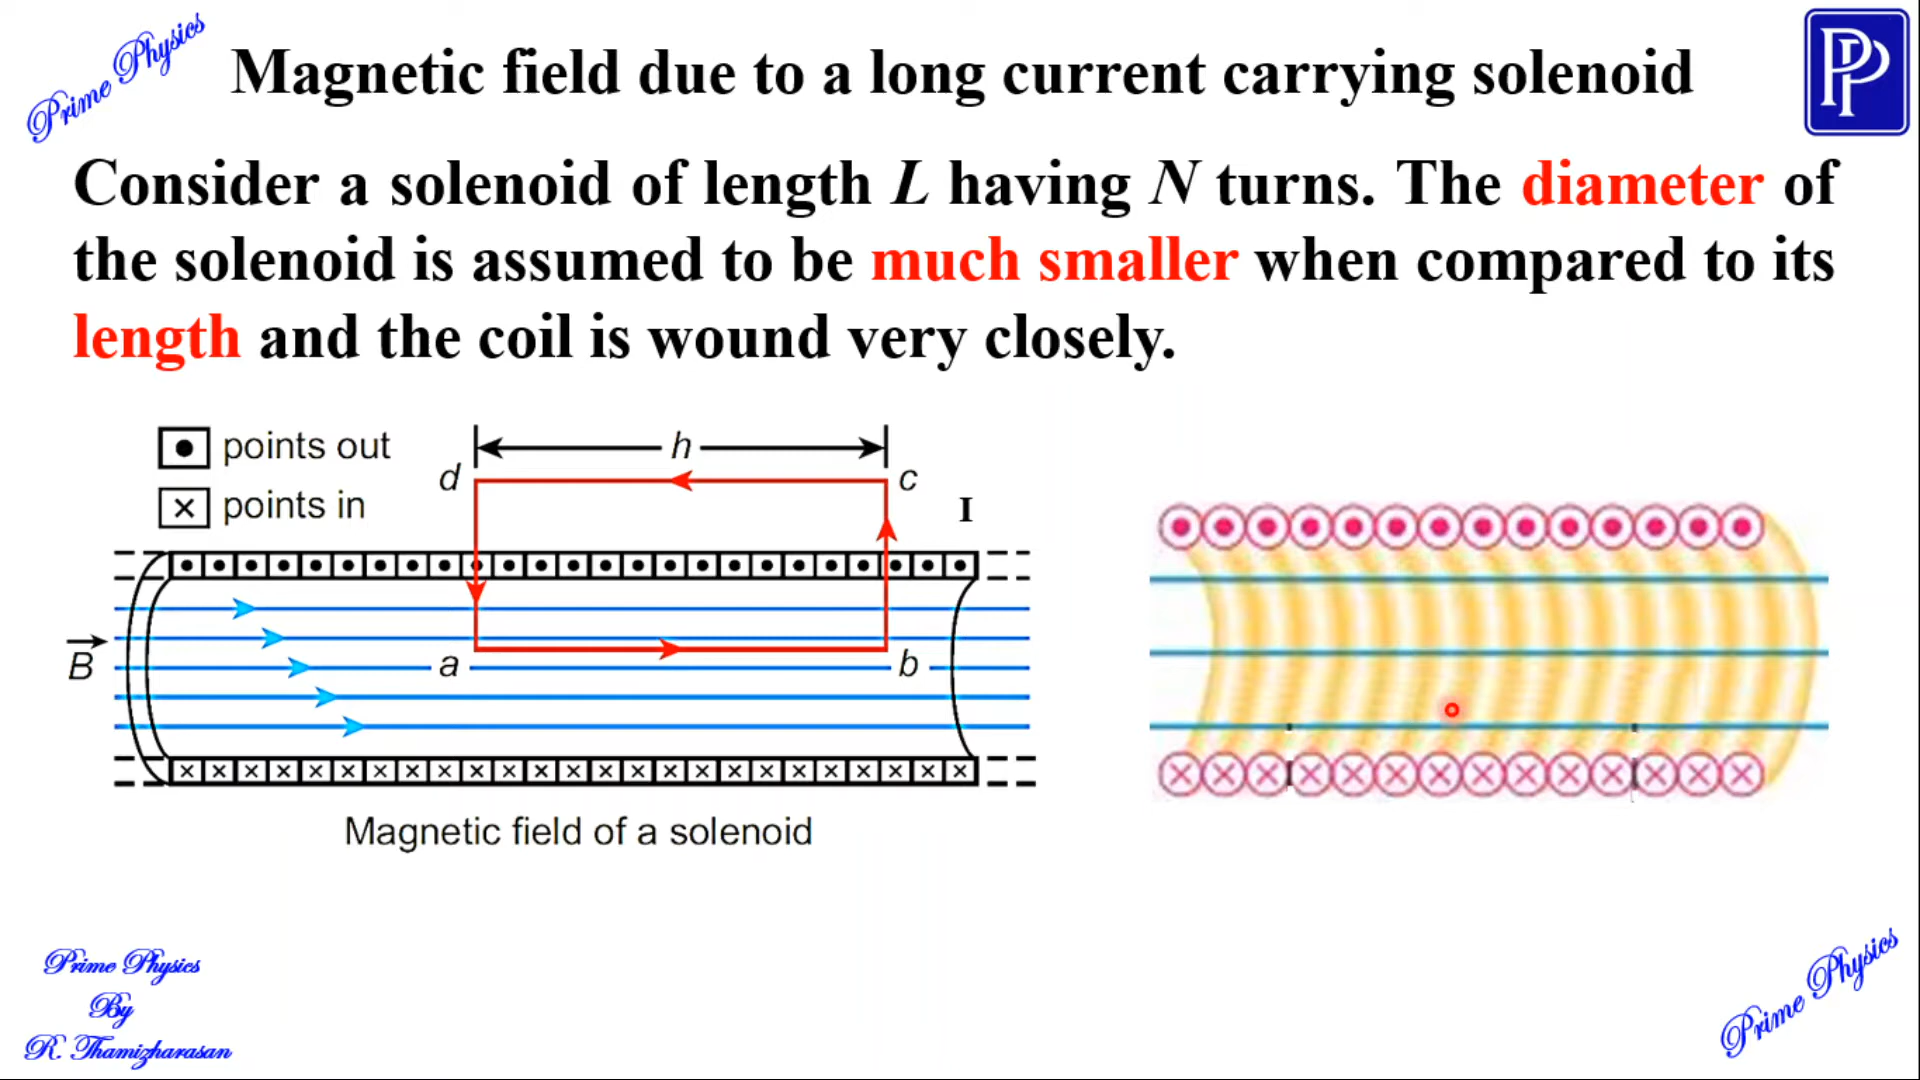 Prime Physics
Magnetic field due to a long current carrying solenoid
PP
Consider a solenoid of length L having N turns. The diameter of
the solenoid is assumed to be much smaller when compared to its
length and the coil is wound very closely.
points out
points in
h
d
c
I
B
a
b
Magnetic field of a solenoid
Prime Physics
By
R. Thamizharasan
Prime Physics